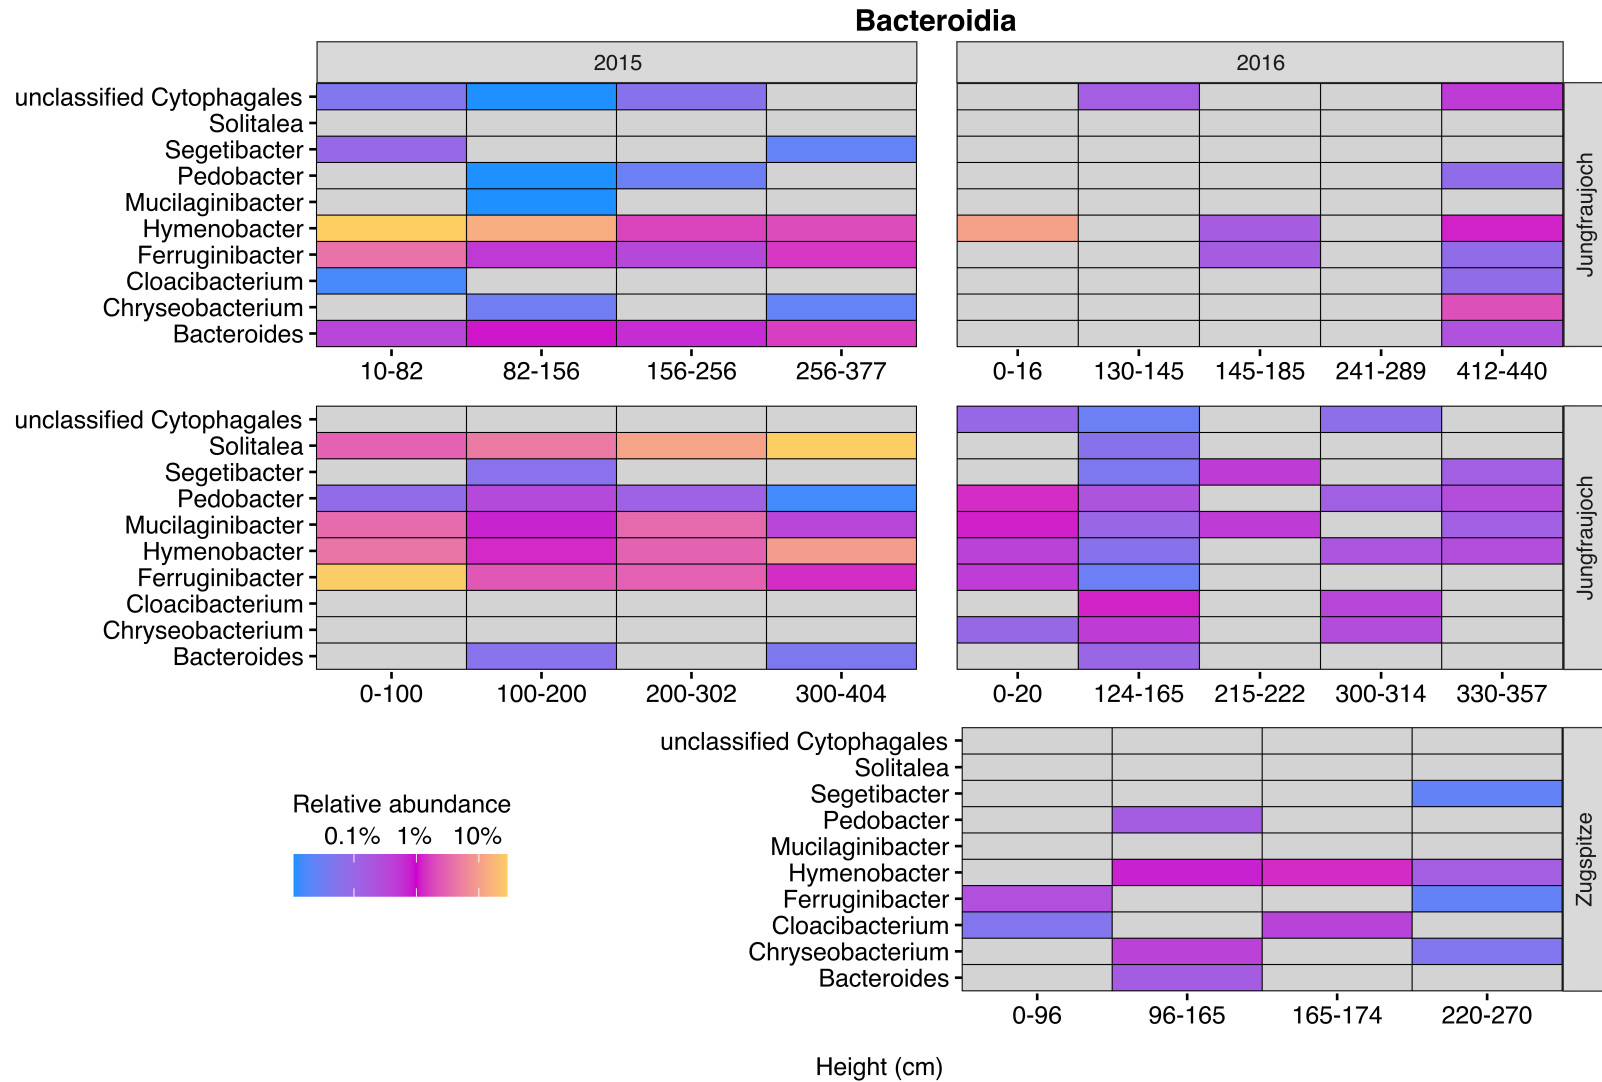 Bacteroidia
2015
2016
unclassified Cytophagales
Solitalea
Segetibacter
Pedobacter
Mucilaginibacter
Hymenobacter
Ferruginibacter
Cloacibacterium
Chryseobacterium
Bacteroides
Jungfraujoch
10-82 82-156 156-256 256-377
0-16 130-145 145-185 241-289 412-440
unclassified Cytophagales
Solitalea
Segetibacter
Pedobacter
Mucilaginibacter
Hymenobacter
Ferruginibacter
Cloacibacterium
Chryseobacterium
Bacteroides
Jungfraujoch
0-100 100-200 200-302 300-404
0-20 124-165 215-222 300-314 330-357
unclassified Cytophagales
Solitalea
Segetibacter
Pedobacter
Mucilaginibacter
Hymenobacter
Ferruginibacter
Cloacibacterium
Chryseobacterium
Bacteroides
Zugspitze
0-96 96-165 165-174 220-270
Relative abundance
0.1% 1% 10%
Height (cm)